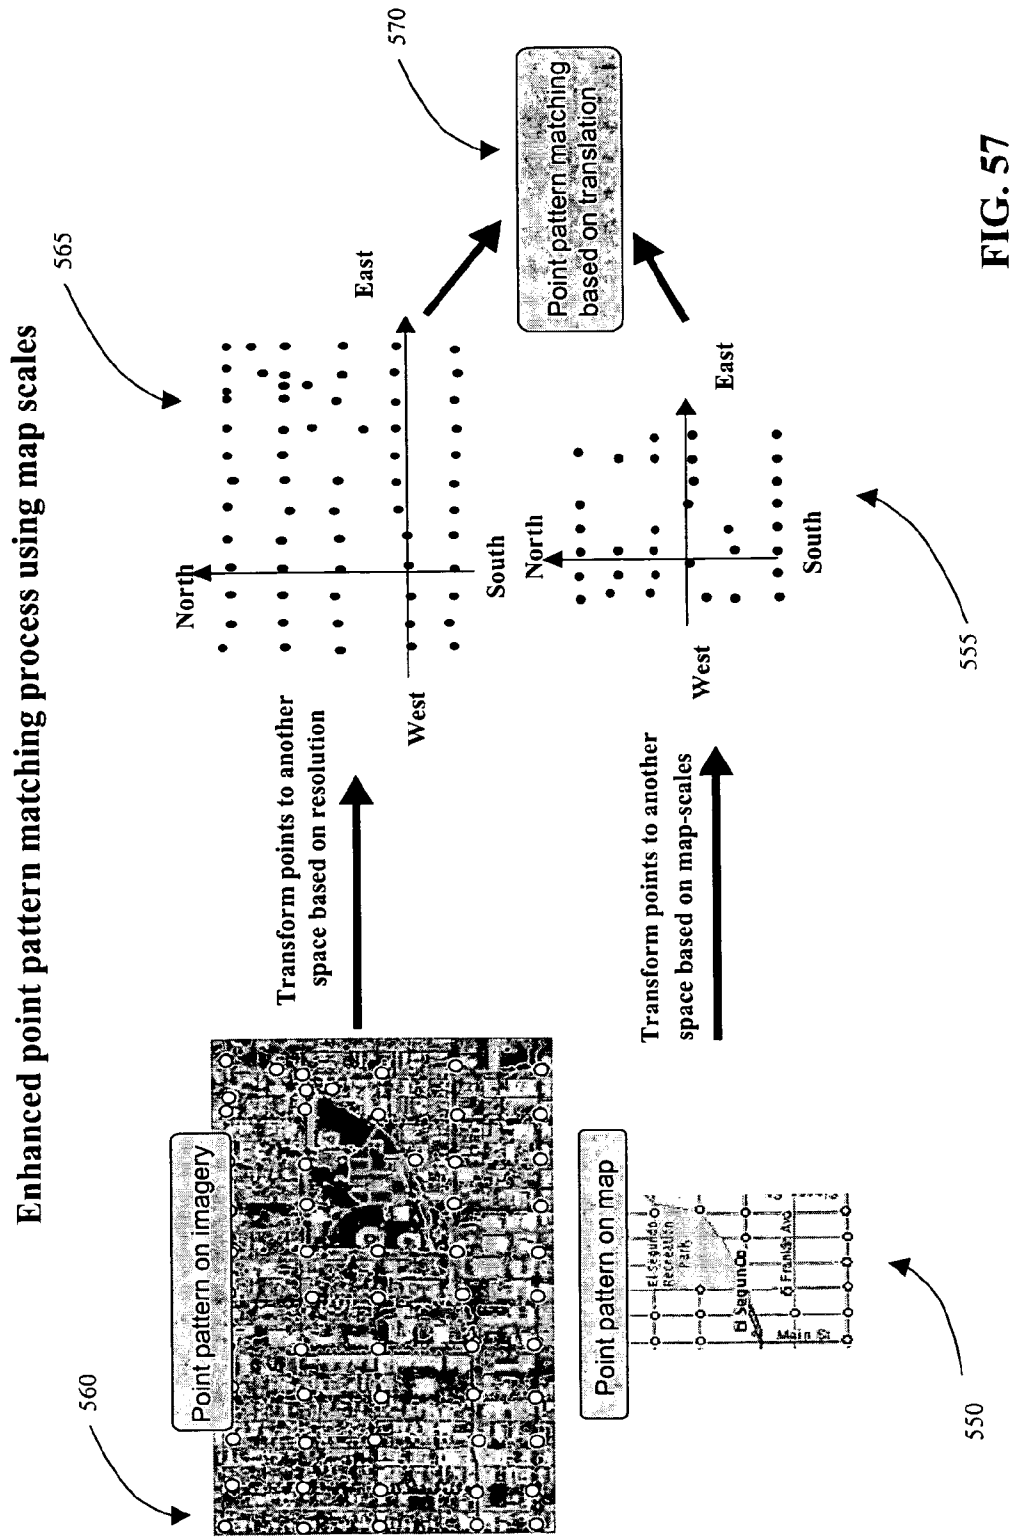 Enhanced point pattern matching process using map scales
560
Point pattern on imagery
Transform points to another
space based on resolution
565
North
East
West
South
570
Point pattern matching
based on translation
Point pattern on map
El Segundo
Recreation
Park
Franklin Ave
Main St
550
Transform points to another
space based on map-scales
North
East
West
South
555
FIG. 57